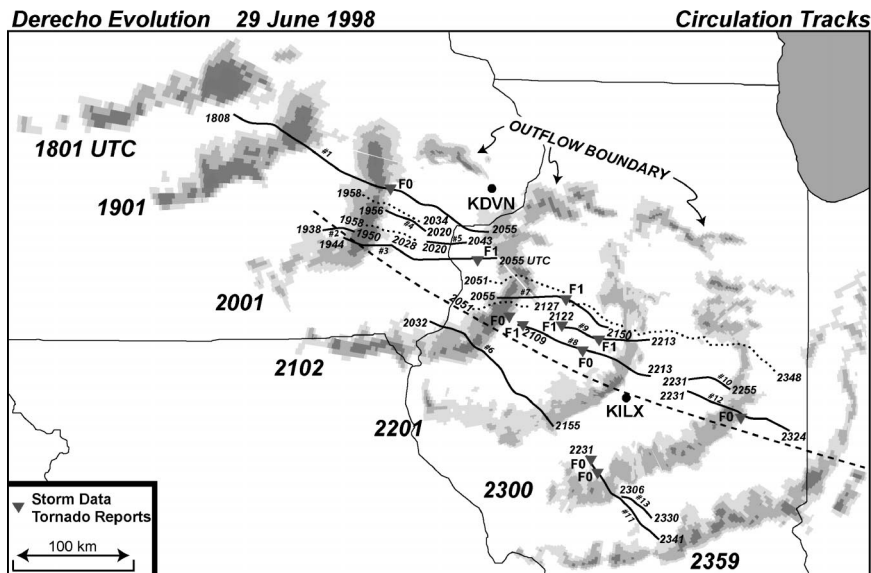 Derecho Evolution 29 June 1998 Circulation Tracks
1808
1801 UTC
#1
OUTFLOW BOUNDARY
1901
F0
KDVN
1958
1956
2034
#4
2020
1958
1938
#2
1950
2055
1944
#3
2028
2020
#5
2043
F1
2055 UTC
2001
2051
2055
#7
F1
2051
2127
2122
F0
F1
2032
F1
2109
#9
2150
F1
2213
2102
#6
#8
F0
2213
2348
2231
#10
2255
2231
#12
2201
2155
KILX
F0
2324
2231
F0
F0
2300
2306
#13
2330
#11
2341
2359
Storm Data
Tornado Reports
100 km